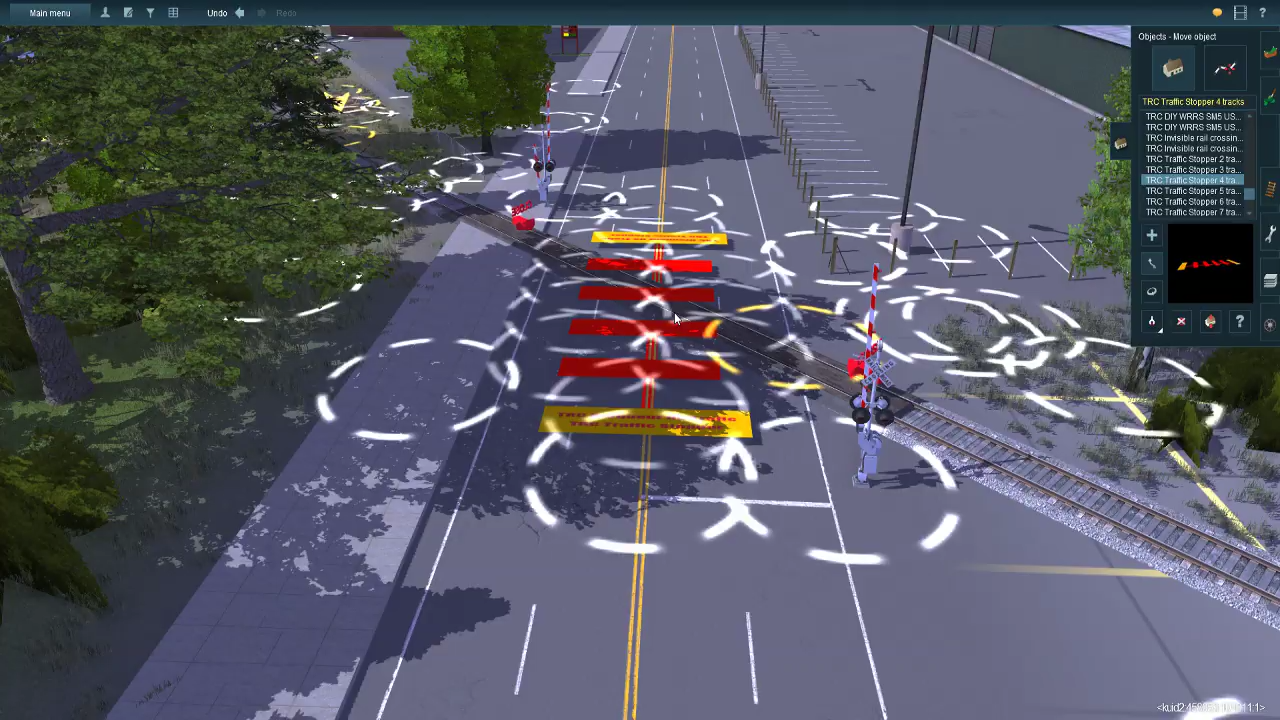 Main menu
Undo
Redo
?
Objects - Move object
TRC Traffic Stopper 4 tracks
TRC DIY WRRS SMS US...
TRC DIY WRRS SMS US...
TRC Invisible rail crossin...
TRC Invisible rail crossin...
TRC Traffic Stopper 2 tra...
TRC Traffic Stopper 3 tra...
TRC Traffic Stopper 4 tra...
TRC Traffic Stopper 5 tra...
TRC Traffic Stopper 6 tra...
TRC Traffic Stopper 7 tra...
?
TRC Traffic Stopper